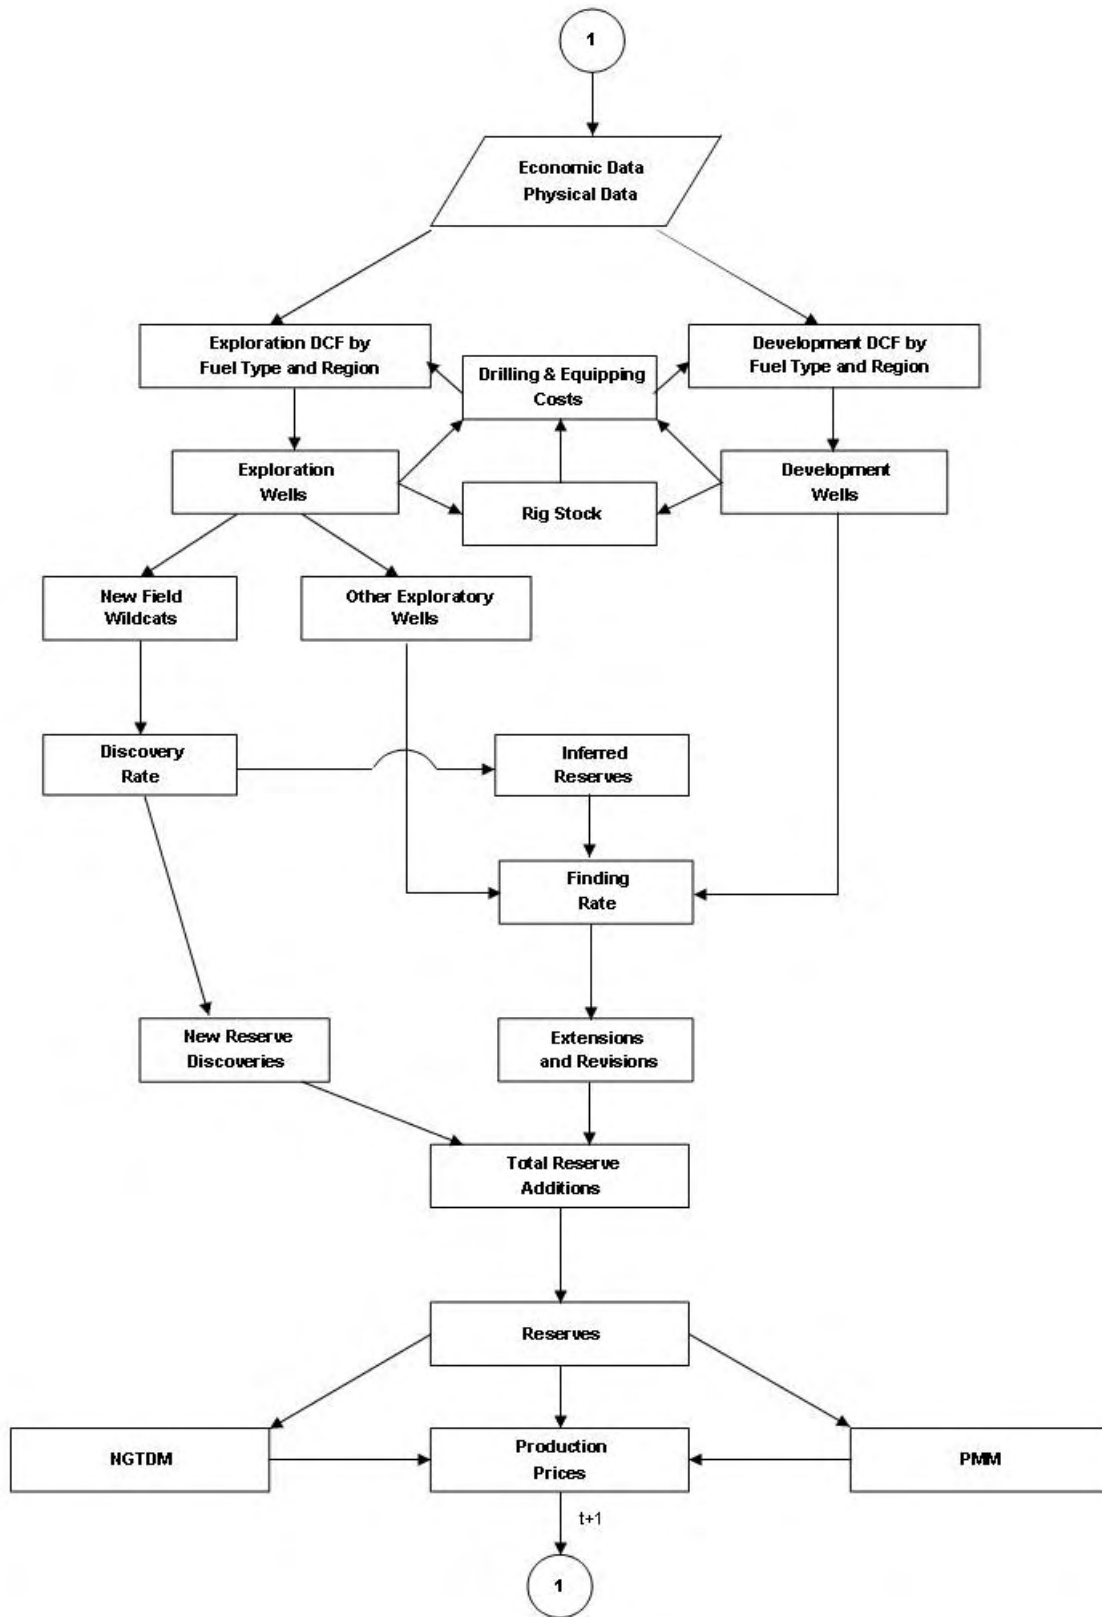 1
Economic Data
Physical Data
Exploration DCF by
Fuel Type and Region
Drilling & Equipping
Costs
Development DCF by
Fuel Type and Region
Exploration
Wells
Rig Stock
Development
Wells
New Field
Wildcats
Other Exploratory
Wells
Discovery
Rate
Inferred
Reserves
Finding
Rate
New Reserve
Discoveries
Extensions
and Revisions
Total Reserve
Additions
Reserves
NGTDM
Production
Prices
PMM
t+1
1